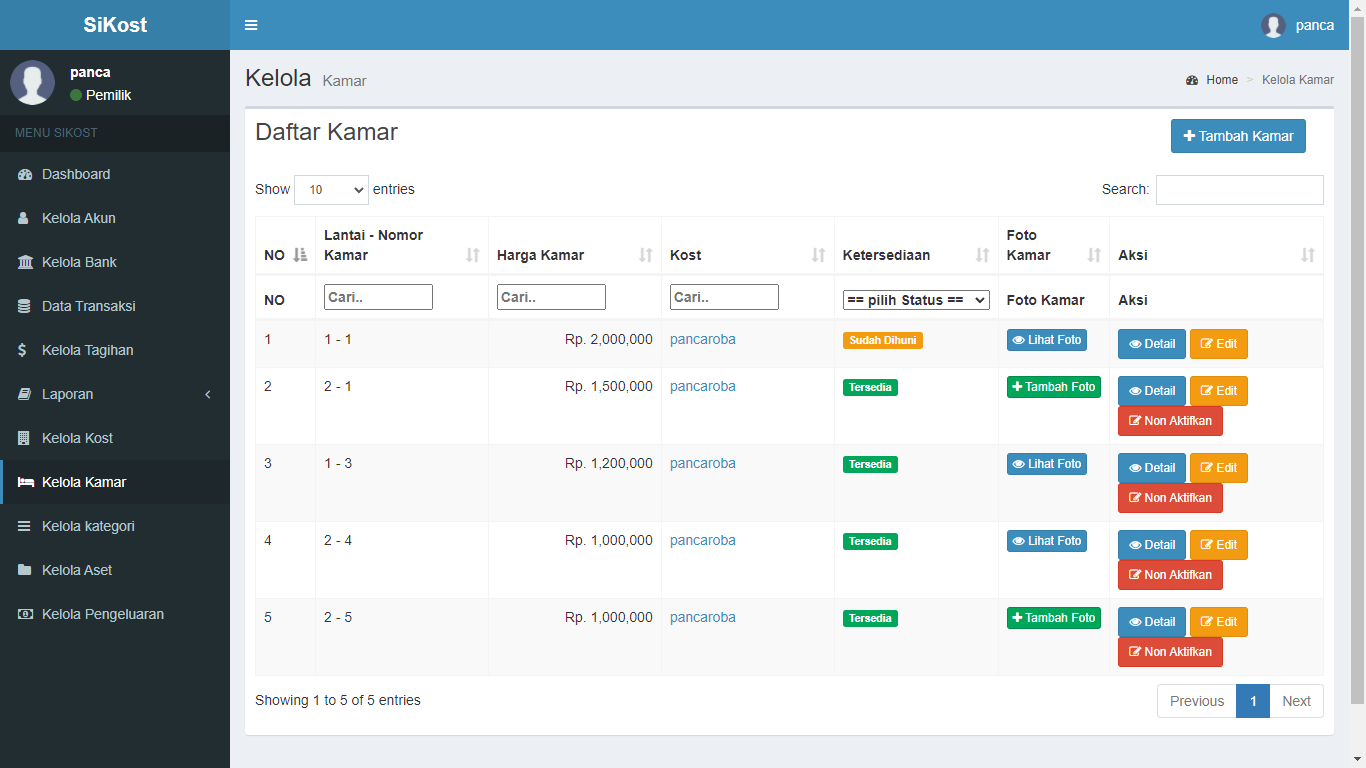 SiKost
panca
panca
Pemilik
MENU SIKOST
Dashboard
Kelola Akun
Kelola Bank
Data Transaksi
Kelola Tagihan
Laporan
Kelola Kost
Kelola Kamar
Kelola kategori
Kelola Aset
Kelola Pengeluaran
Kelola Kamar
Home > Kelola Kamar
Daftar Kamar
Tambah Kamar
Show 10 entries
Search:
NO Lantai - Nomor Kamar Harga Kamar Kost Ketersediaan Foto Kamar Aksi
NO Cari.. Cari.. Cari.. == pilih Status == Foto Kamar Aksi
1 1 - 1 Rp. 2,000,000 pancaroba Sudah Dihuni Lihat Foto Detail Edit
2 2 - 1 Rp. 1,500,000 pancaroba Tersedia Tambah Foto Detail Edit
Non Aktifkan
3 1 - 3 Rp. 1,200,000 pancaroba Tersedia Lihat Foto Detail Edit
Non Aktifkan
4 2 - 4 Rp. 1,000,000 pancaroba Tersedia Lihat Foto Detail Edit
Non Aktifkan
5 2 - 5 Rp. 1,000,000 pancaroba Tersedia Tambah Foto Detail Edit
Non Aktifkan
Showing 1 to 5 of 5 entries
Previous 1 Next